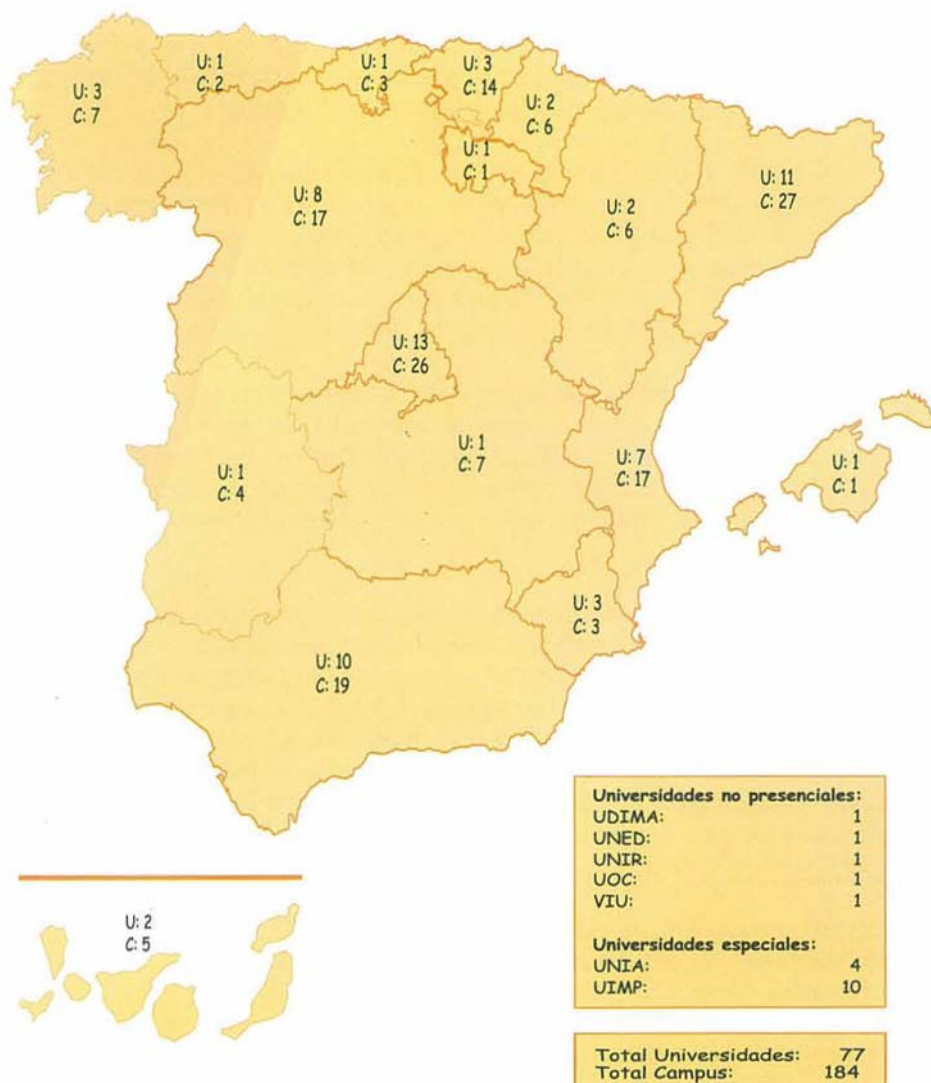 U: 3
C: 7
U: 1
C: 2
U: 1
C: 3
U: 3
C: 14
U: 2
C: 6
U: 1
C: 1
U: 8
C: 17
U: 2
C: 6
U: 11
C: 27
U: 13
C: 26
U: 1
C: 4
U: 1
C: 7
U: 7
C: 17
U: 1
C: 1
U: 3
C: 3
U: 10
C: 19
U: 2
C: 5
Universidades no presenciales:
UDIMA: 1
UNED: 1
UNIR: 1
UOC: 1
VIU: 1
Universidades especiales:
UNIA: 4
UIMP: 10
Total Universidades: 77
Total Campus: 184